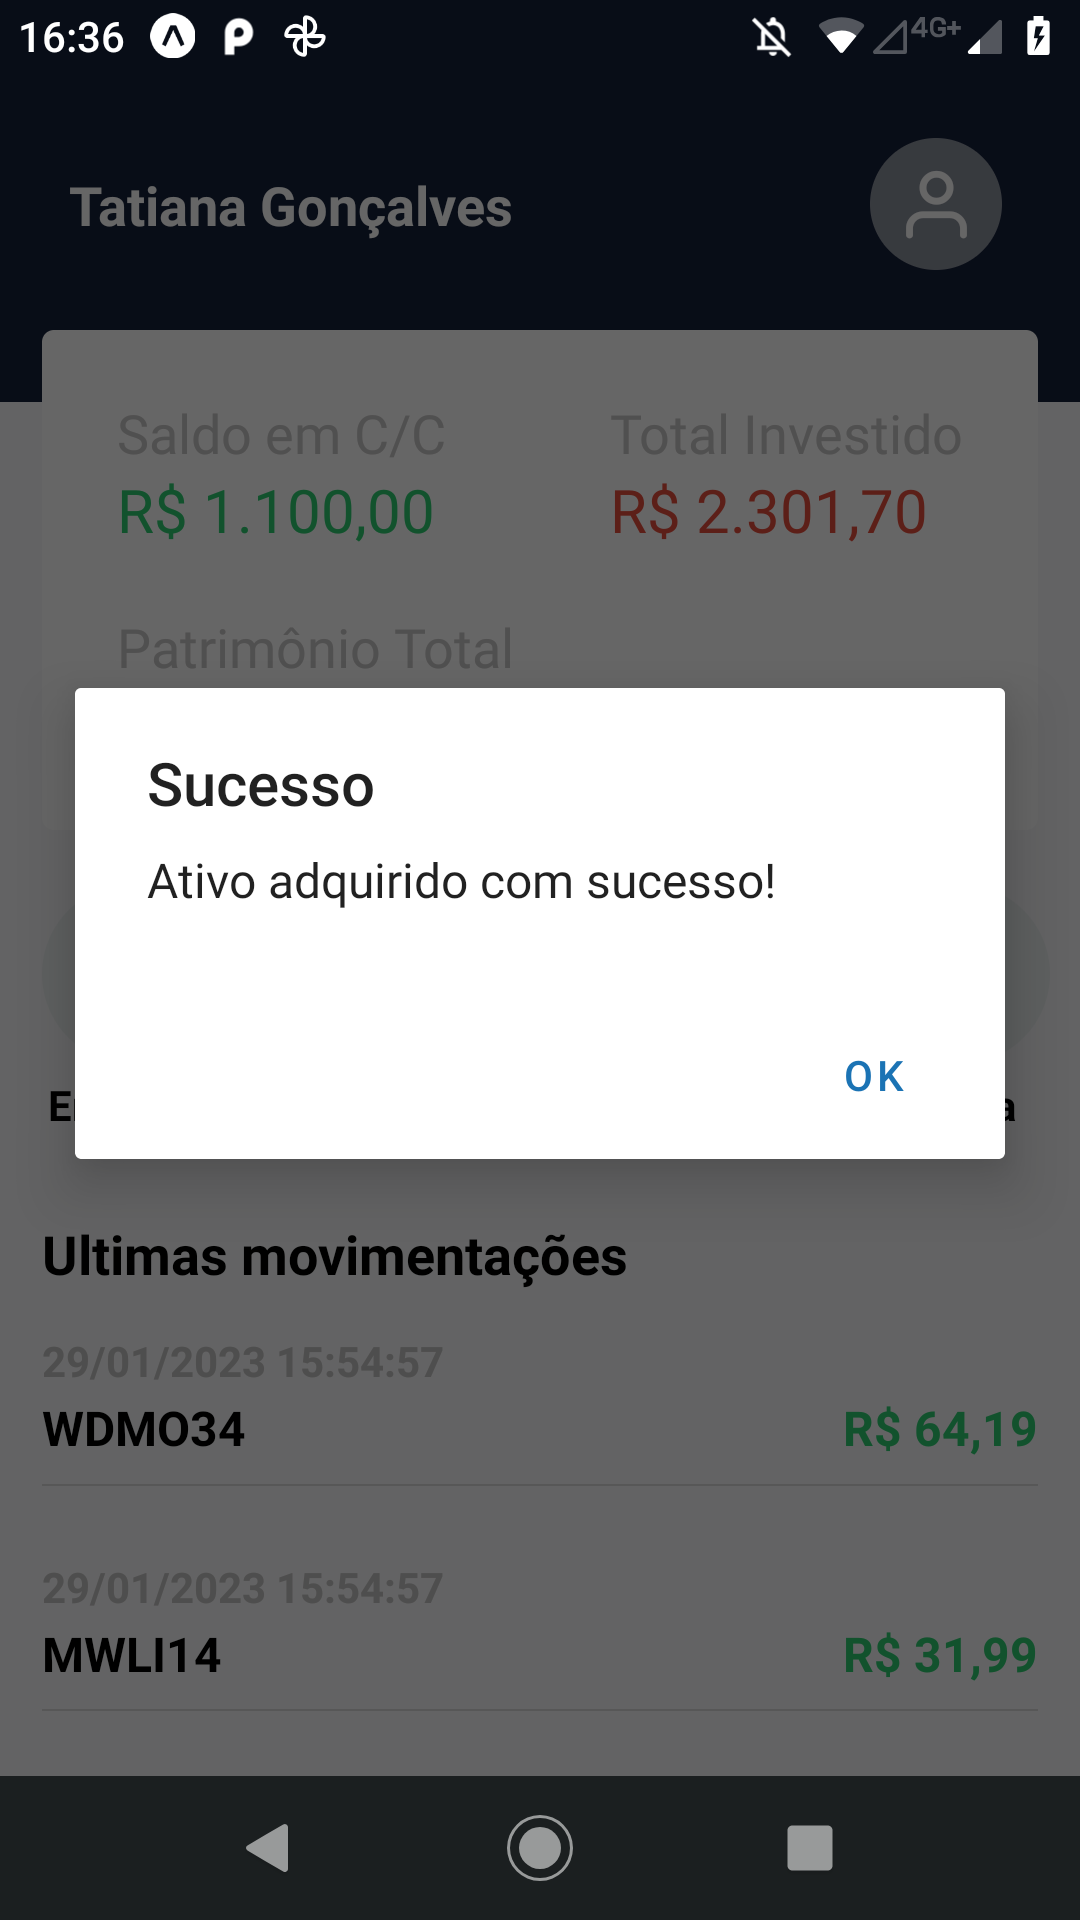 16:36
4G+
Tatiana Gonçalves
Saldo em C/C
Total Investido
R$ 1.100,00
R$ 2.301,70
Patrimônio Total
Sucesso
Ativo adquirido com sucesso!
OK
Ultimas movimentações
29/01/2023 15:54:57
WDMO34
R$ 64,19
29/01/2023 15:54:57
MWLI14
R$ 31,99